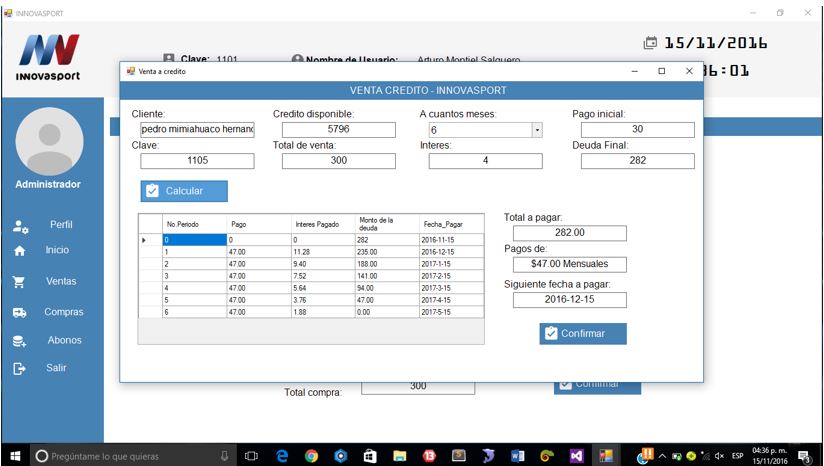 INNOVASPORT
INNOVASPORT
15/11/2016
Clave: 1101
Nombre de Usuario: Arturo Montiel Salguero
36:01
Venta a credito
VENTA CREDITO - INNOVASPORT
Cliente: Credito disponible: A cuantos meses: Pago inicial:
pedro mimiahuaco hernanc 5796 6 30
Clave: Total de venta: Interes: Deuda Final:
1105 300 4 282
Calcular
Administrador
Perfil
Inicio
Ventas
Compras
Abonos
Salir
No.Periodo Pago Interes Pagado Monto de la deuda Fecha_Pagar
0 0 0 282 2016-11-15
1 47.00 11.28 235.00 2016-12-15
2 47.00 9.40 188.00 2017-1-15
3 47.00 7.52 141.00 2017-2-15
4 47.00 5.64 94.00 2017-3-15
5 47.00 3.76 47.00 2017-4-15
6 47.00 1.88 0.00 2017-5-15
Total a pagar:
282.00
Pagos de:
$47.00 Mensuales
Siguiente fecha a pagar:
2016-12-15
Confirmar
Total compra: 300
Confirmar
Pregúntame lo que quieras
ESP
04:36 p. m.
15/11/2016